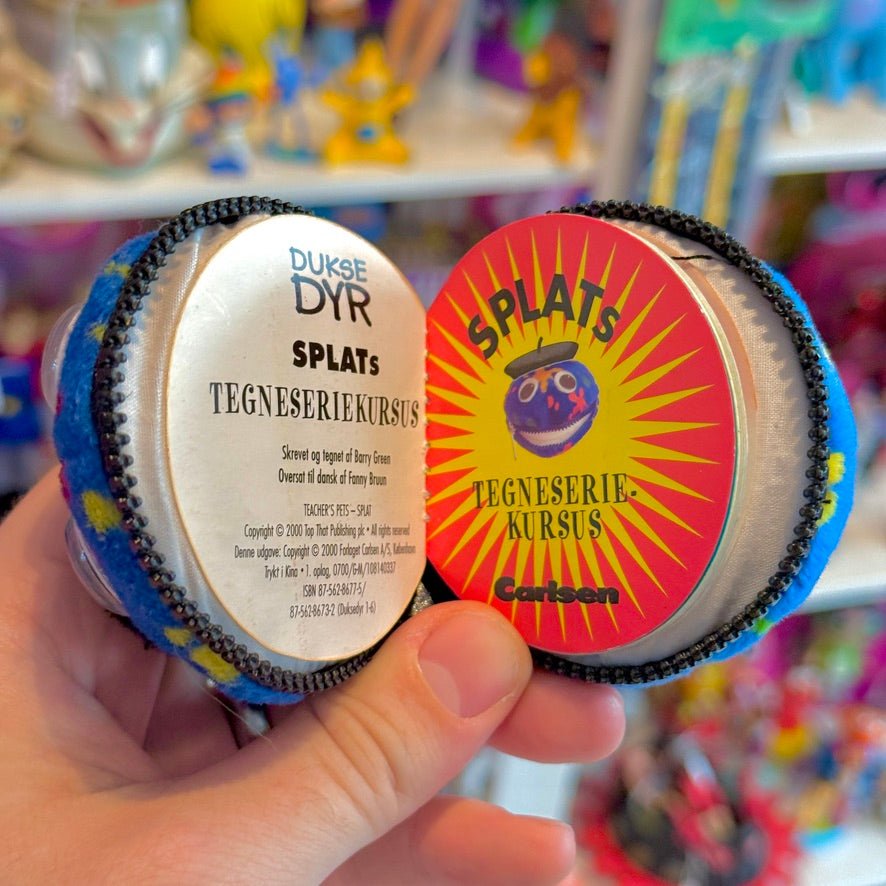 DUKSE
DYR
SPLATs
TEGNESERIEKURSUS
Skrevet og tegnet af Barry Green
Oversat til dansk af Fanny Bruun
TEACHER'S PETS – SPLAT
Copyright © 2000 Top That Publishing plc • All rights reserved
Denne udgave: Copyright © 2000 Forlaget Carlsen A/S, København
Trykt i Kina • 1. oplag, 0700/G-M/108140337
ISBN 87-562-8677-5/
87-562-8673-2 (Duksedyr 1-6)
SPLATs
TEGNESERIE-
KURSUS
Carlsen